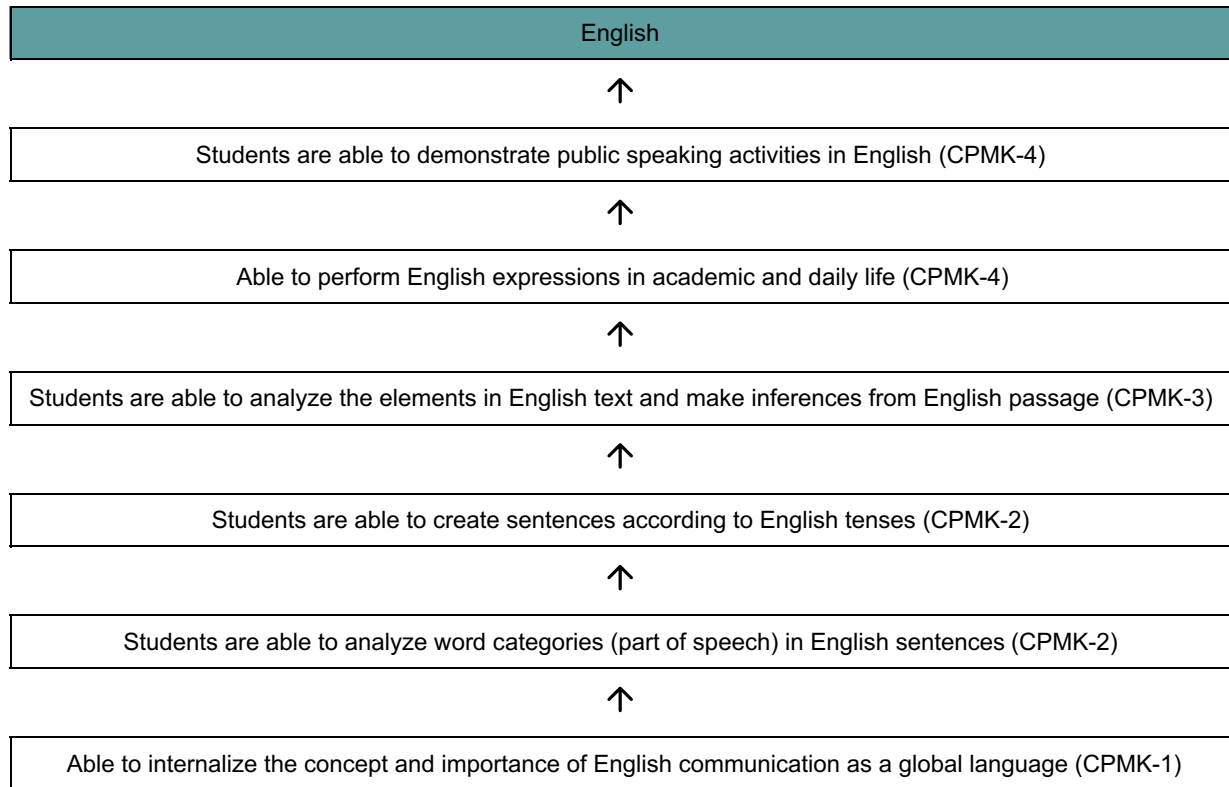 English
Students are able to demonstrate public speaking activities in English (CPMK-4)
Able to perform English expressions in academic and daily life (CPMK-4)
Students are able to analyze the elements in English text and make inferences from English passage (CPMK-3)
Students are able to create sentences according to English tenses (CPMK-2)
Students are able to analyze word categories (part of speech) in English sentences (CPMK-2)
Able to internalize the concept and importance of English communication as a global language (CPMK-1)